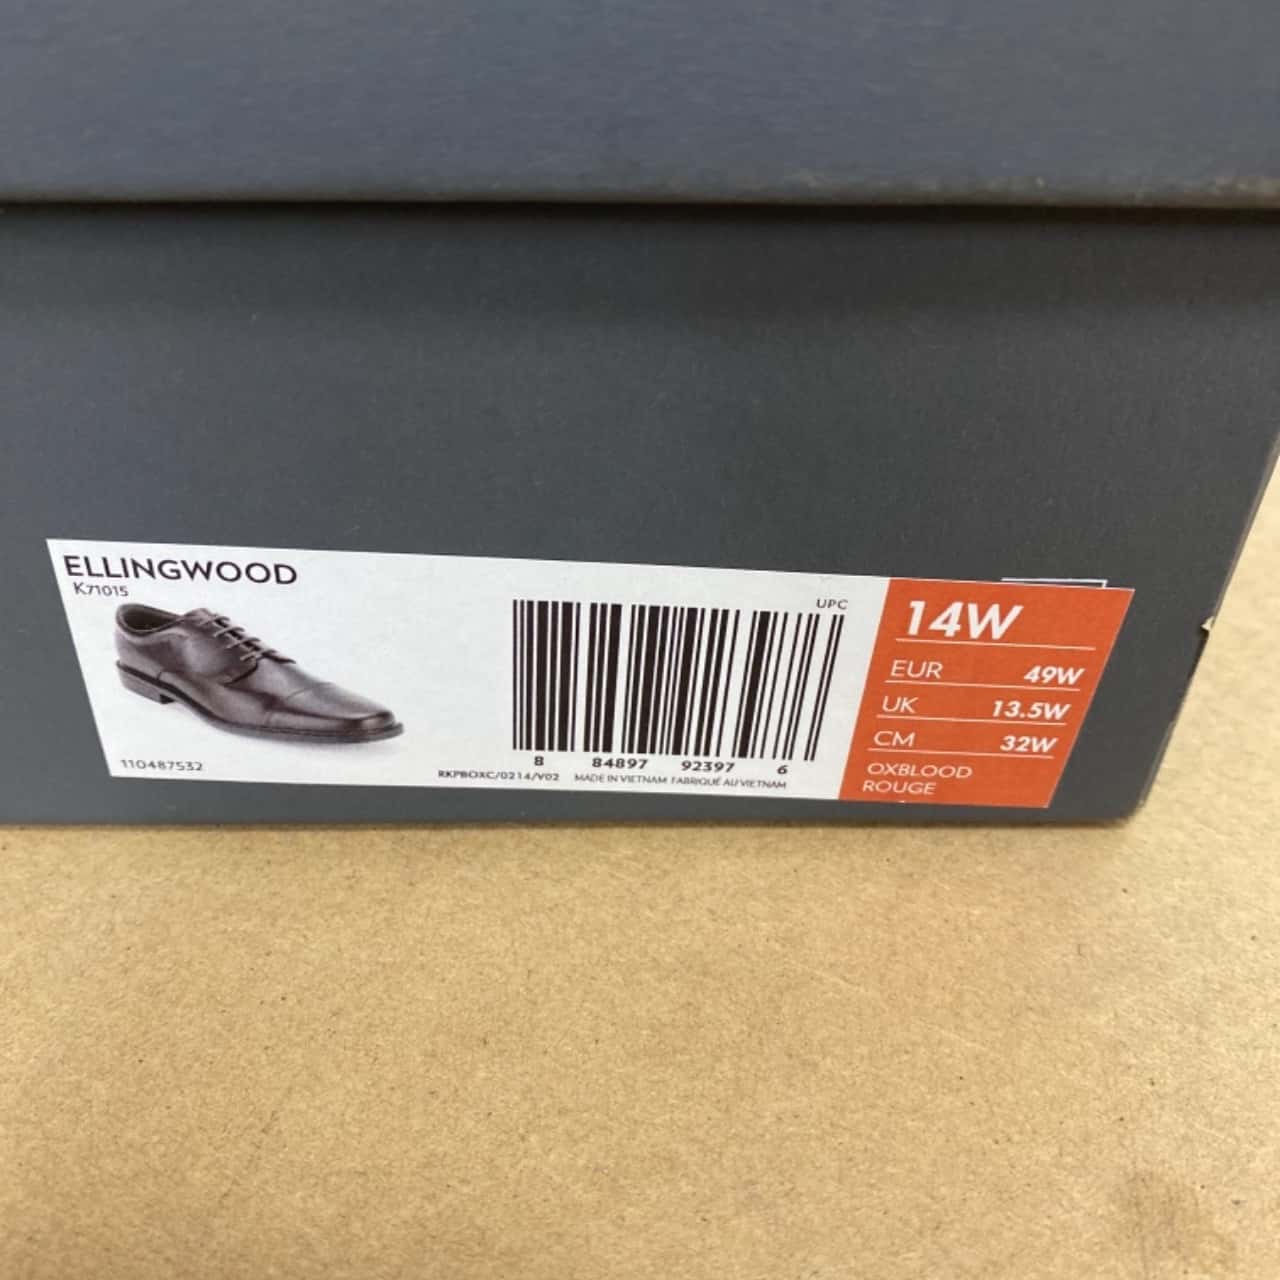 ELLINGWOOD
K71015
110487532
UPC
8 84897 92397 6
RKPBOXC/0214/V02 MADE IN VIETNAM FABRIQUÉ AU VIETNAM
14W
EUR 49W
UK 13.5W
CM 32W
OXBLOOD
ROUGE